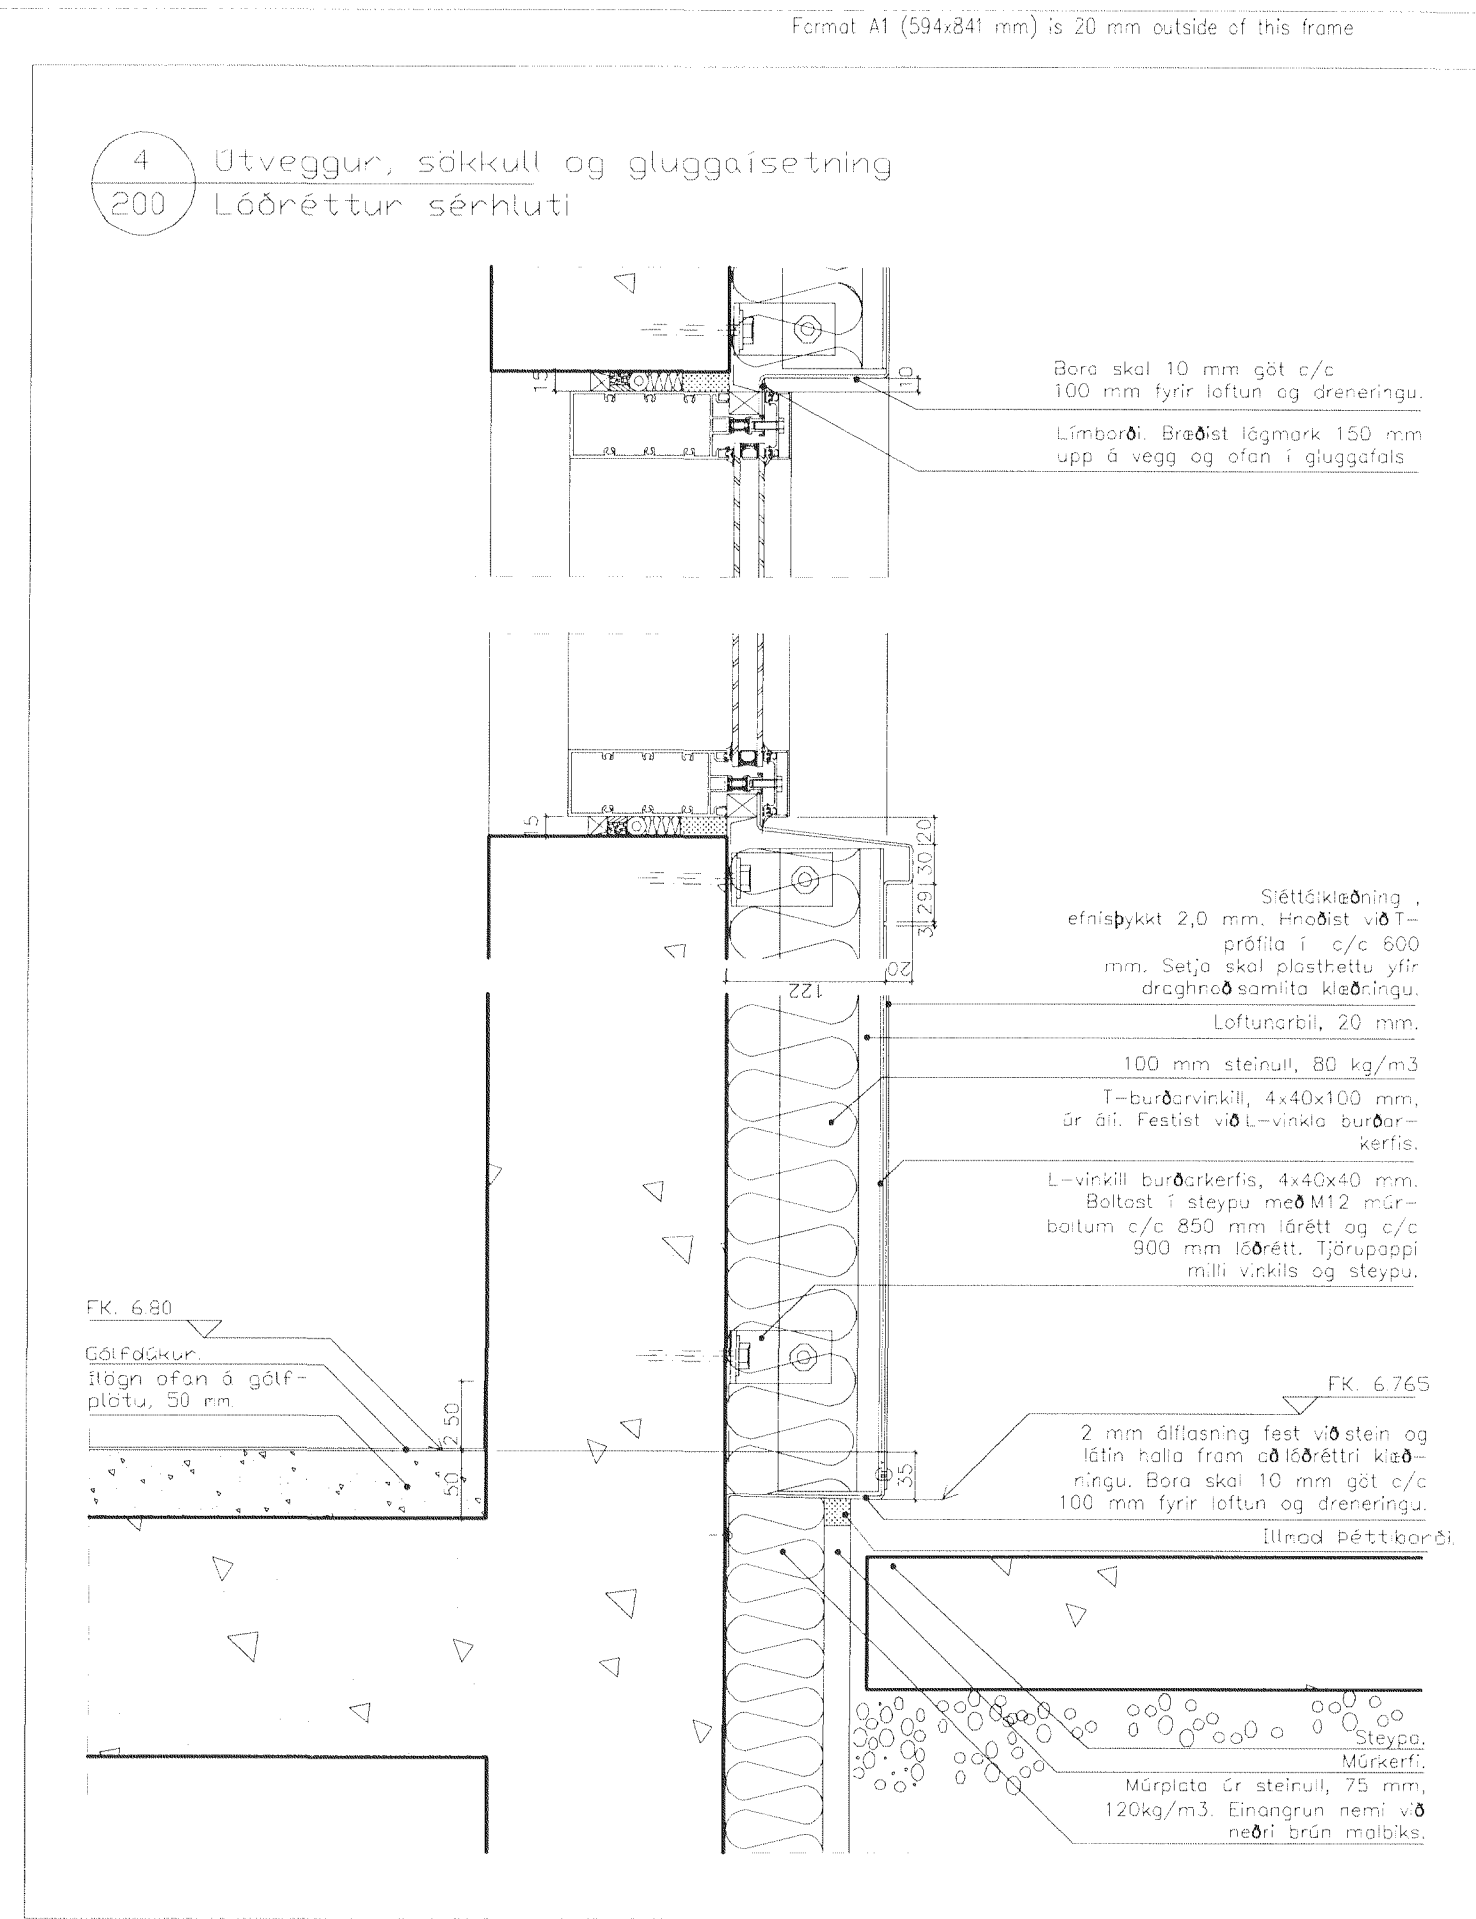 Format A1 (594x841 mm) is 20 mm outside of this frame
4
200
Útveggur, sökkull og gluggaísetning
Lóðréttur sérhluti
15
10
Bora skal 10 mm göt c/c
100 mm fyrir loftun og dreneringu.
Límborði. Bræðist lágmark 150 mm
upp á vegg og ofan í gluggafals
15
20
30
29
3
20
122
Sléttálklæðning ,
efnisþykkt 2,0 mm. Hnoðist við T-
prófíla í c/c 600
mm. Setja skal plasthettu yfir
draghnoð samlita klæðningu.
Loftunarbil, 20 mm.
100 mm steinull, 80 kg/m3
T-burðarvinkill, 4x40x100 mm,
úr áli. Festist við L-vinkla burðar-
kerfis.
L-vinkill burðarkerfis, 4x40x40 mm.
Boltast í steypu með M12 múr-
boltum c/c 850 mm lárétt og c/c
900 mm lóðrétt. Tjörupappi
milli vinkils og steypu.
FK. 6.80
Gólfdúkur.
Ílögn ofan á gólf-
plötu, 50 mm.
250
50
35
FK. 6.765
2 mm álflasning fest við stein og
látin halla fram að lóðréttri klæð-
ningu. Bora skal 10 mm göt c/c
100 mm fyrir loftun og dreneringu.
Illmod Þéttiborði.
Steypa.
Múrkerfi.
Múrplata úr steinull, 75 mm,
120kg/m3. Einangrun nemi við
neðri brún malbiks.